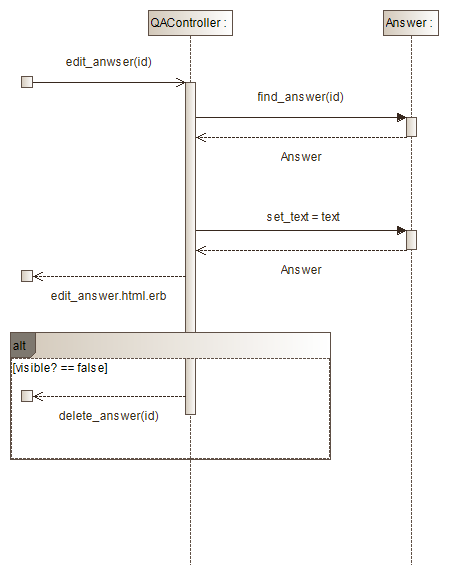 QAController :
Answer :
edit_anwser(id)
find_answer(id)
Answer
set_text = text
Answer
edit_answer.html.erb
alt
[visible? == false]
delete_answer(id)